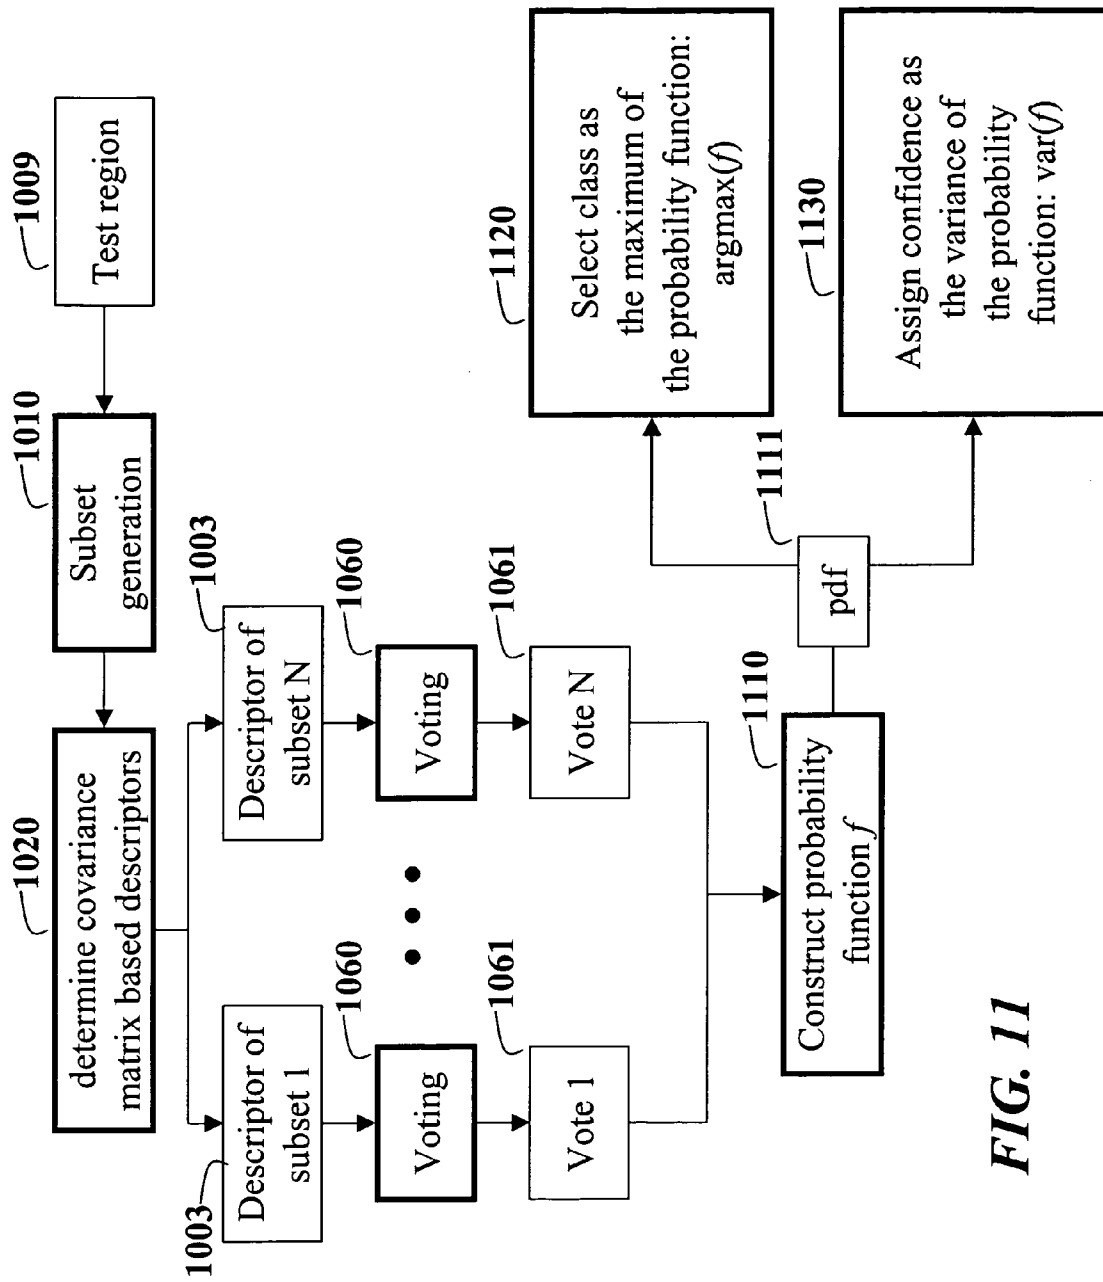 1009
Test region
1010
Subset
generation
1020
determine covariance
matrix based descriptors
1003
Descriptor of
subset 1
1003
Descriptor of
subset N
1060
Voting
1060
Voting
1061
Vote 1
1061
Vote N
1110
Construct probability
function f
1111
pdf
1120
Select class as
the maximum of
the probability function:
argmax(f)
1130
Assign confidence as
the variance of
the probability
function: var(f)
FIG. 11